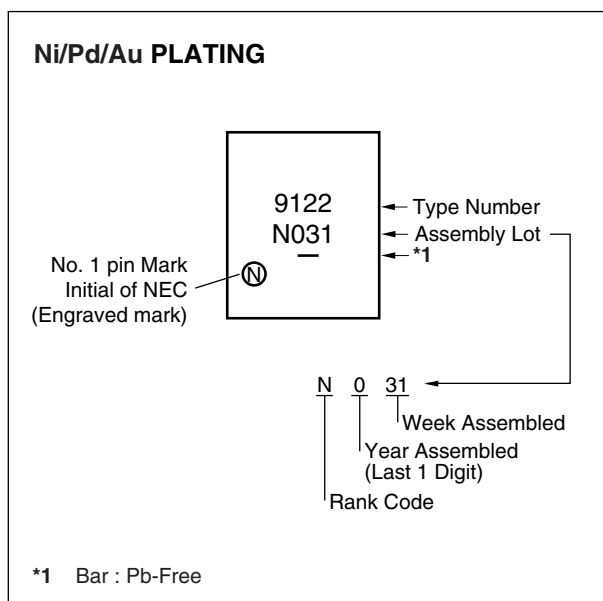 Ni/Pd/Au PLATING
9122
N031
N
Type Number
Assembly Lot
*1
No. 1 pin Mark
Initial of NEC
(Engraved mark)
N 0 31
Week Assembled
Year Assembled
(Last 1 Digit)
Rank Code
*1 Bar : Pb-Free